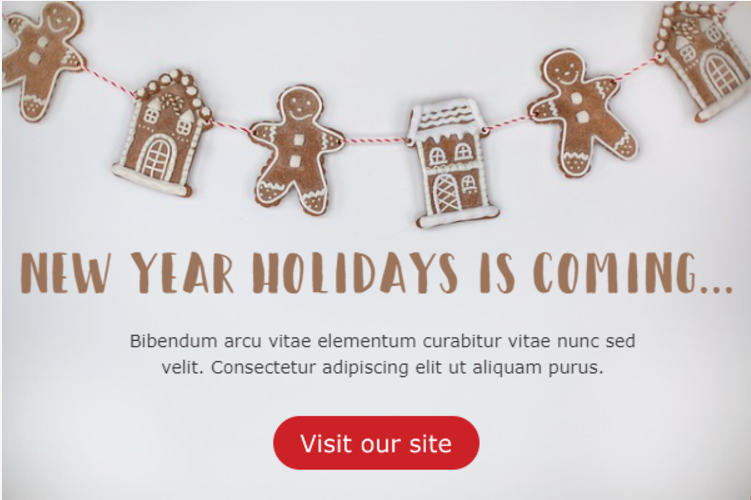 NEW YEAR HOLIDAYS IS COMING...
Bibendum arcu vitae elementum curabitur vitae nunc sed
velit. Consectetur adipiscing elit ut aliquam purus.
Visit our site